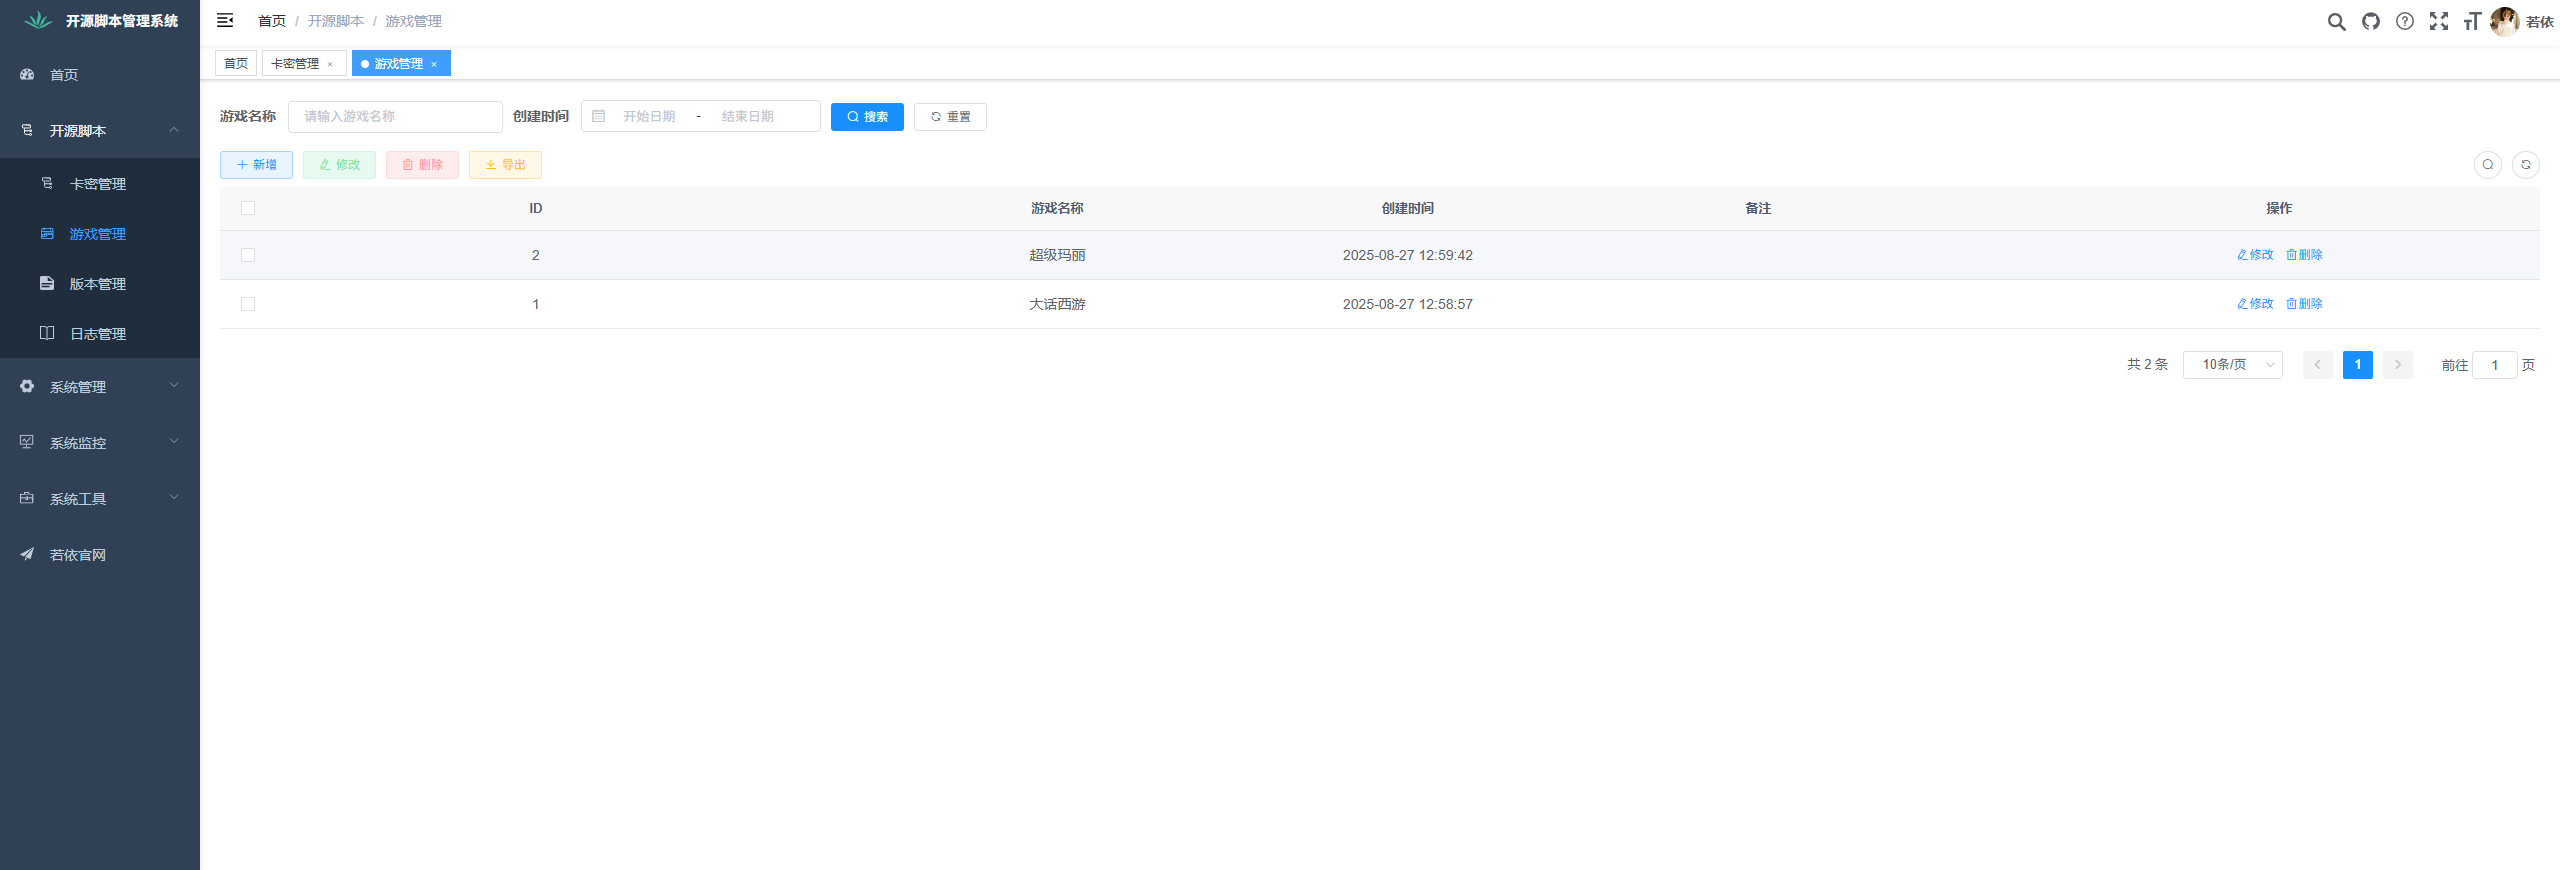 开源脚本管理系统
首页
开源脚本
卡密管理
游戏管理
版本管理
日志管理
系统管理
系统监控
系统工具
若依官网
首页 / 开源脚本 / 游戏管理
若依
首页 卡密管理 × 游戏管理 ×
游戏名称 请输入游戏名称 创建时间 开始日期 - 结束日期 搜索 重置
新增 修改 删除 导出
ID 游戏名称 创建时间 备注 操作
2 超级玛丽 2025-08-27 12:59:42 修改 删除
1 大话西游 2025-08-27 12:58:57 修改 删除
共 2 条 10条/页 1 前往 1 页